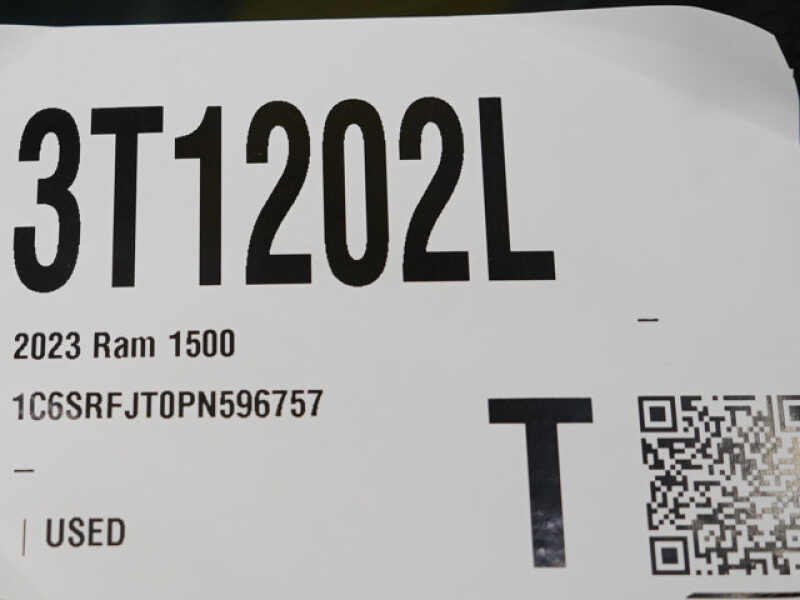 3T1202L
2023 Ram 1500
1C6SRFJT0PN596757
T
USED